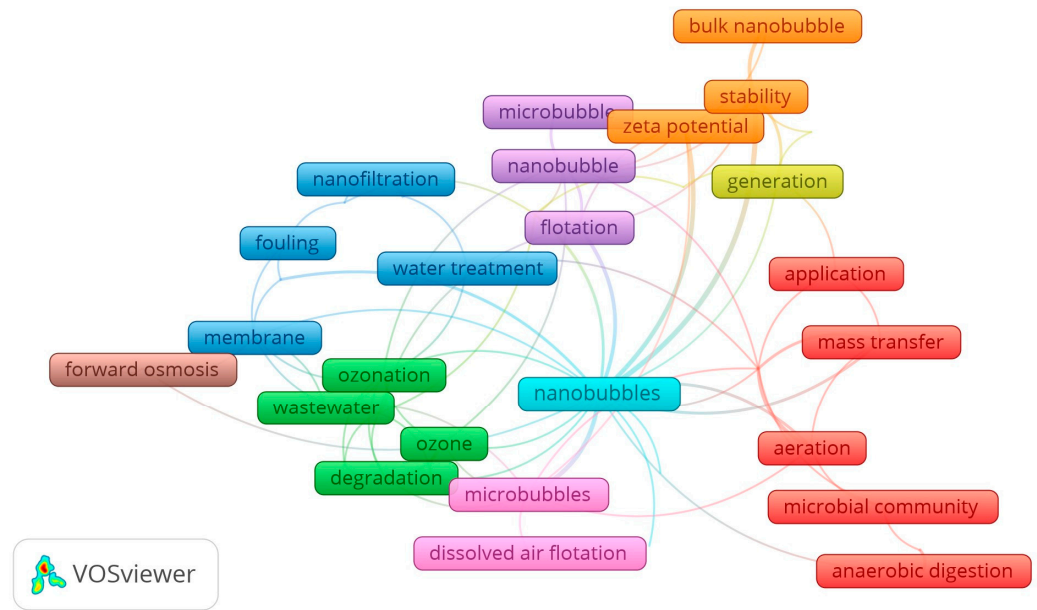 bulk nanobubble
stability
microbubble
zeta potential
nanobubble
nanofiltration
generation
flotation
fouling
water treatment
application
membrane
mass transfer
forward osmosis
ozonation
nanobubbles
wastewater
ozone
aeration
degradation
microbubbles
microbial community
dissolved air flotation
anaerobic digestion
VOSviewer